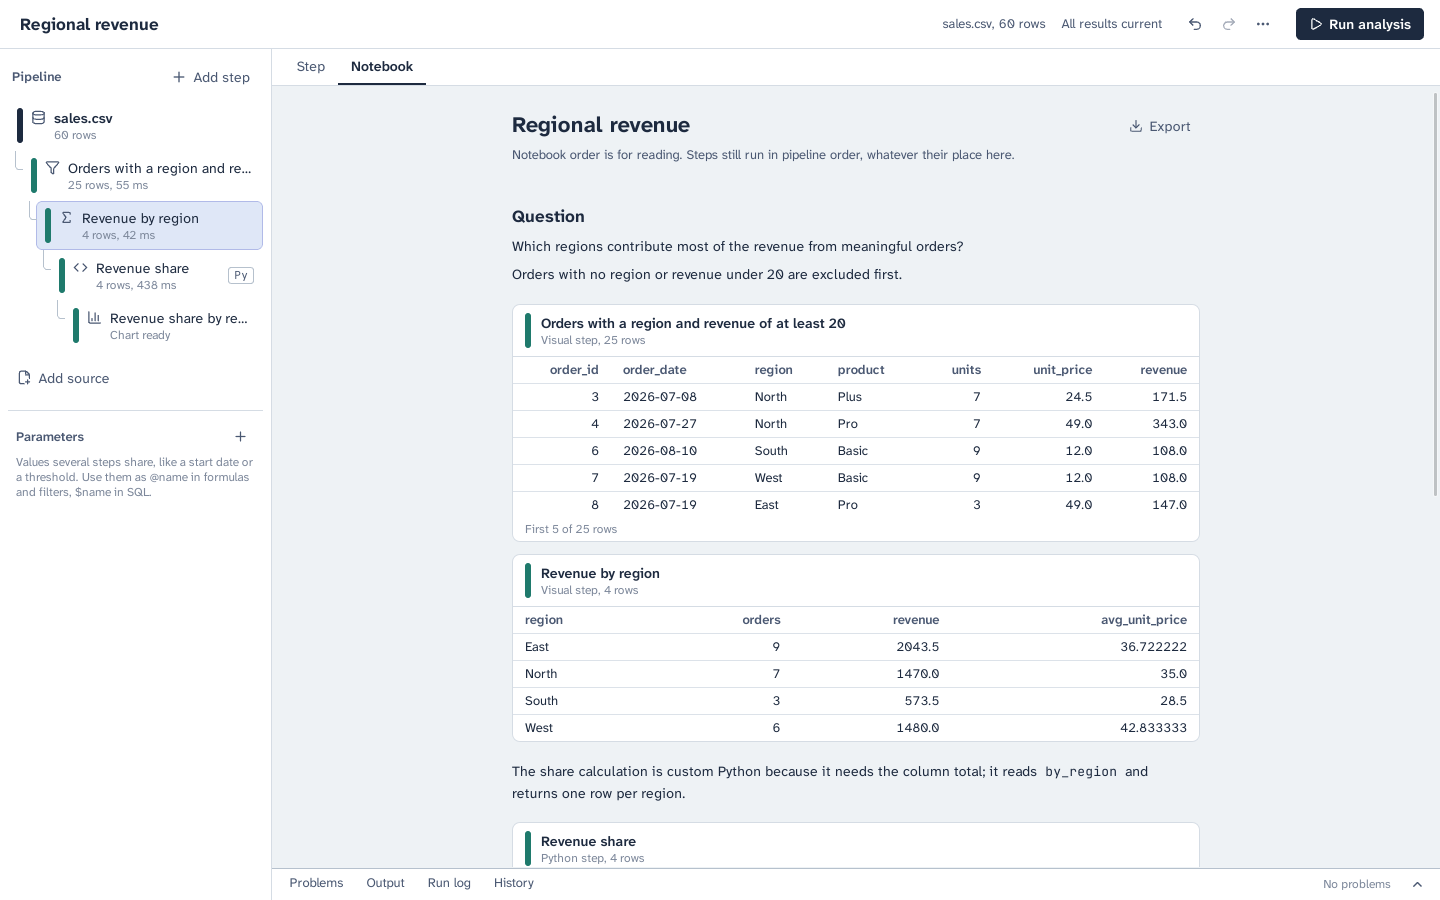 Regional revenue
sales.csv, 60 rows
All results current
Run analysis
Pipeline
Add step
sales.csv
60 rows
Orders with a region and re...
25 rows, 55 ms
Revenue by region
4 rows, 42 ms
Revenue share
4 rows, 438 ms
Py
Revenue share by re...
Chart ready
Add source
Parameters
Values several steps share, like a start date or
a threshold. Use them as @name in formulas
and filters, $name in SQL.
Step
Notebook
Regional revenue
Export
Notebook order is for reading. Steps still run in pipeline order, whatever their place here.
Question
Which regions contribute most of the revenue from meaningful orders?
Orders with no region or revenue under 20 are excluded first.
Orders with a region and revenue of at least 20
Visual step, 25 rows
order_id order_date region product units unit_price revenue
3 2026-07-08 North Plus 7 24.5 171.5
4 2026-07-27 North Pro 7 49.0 343.0
6 2026-08-10 South Basic 9 12.0 108.0
7 2026-07-19 West Basic 9 12.0 108.0
8 2026-07-19 East Pro 3 49.0 147.0
First 5 of 25 rows
Revenue by region
Visual step, 4 rows
region orders revenue avg_unit_price
East 9 2043.5 36.722222
North 7 1470.0 35.0
South 3 573.5 28.5
West 6 1480.0 42.833333
The share calculation is custom Python because it needs the column total; it reads by_region and
returns one row per region.
Revenue share
Python step, 4 rows
Problems
Output
Run log
History
No problems